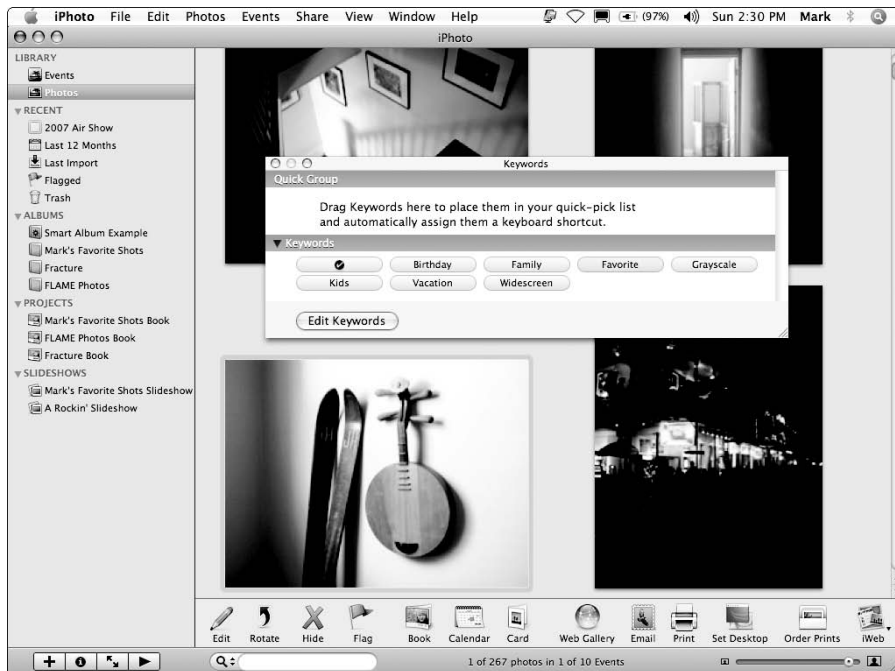 iPhoto File Edit Photos Events Share View Window Help (97%) Sun 2:30 PM Mark
iPhoto
LIBRARY
Events
Photos
RECENT
2007 Air Show
Last 12 Months
Last Import
Flagged
Trash
ALBUMS
Smart Album Example
Mark's Favorite Shots
Fracture
FLAME Photos
PROJECTS
Mark's Favorite Shots Book
FLAME Photos Book
Fracture Book
SLIDESHOWS
Mark's Favorite Shots Slideshow
A Rockin' Slideshow
Keywords
Quick Group
Drag Keywords here to place them in your quick-pick list
and automatically assign them a keyboard shortcut.
Keywords
Birthday Family Favorite Grayscale
Kids Vacation Widescreen
Edit Keywords
Edit Rotate Hide Flag Book Calendar Card Web Gallery Email Print Set Desktop Order Prints iWeb
1 of 267 photos in 1 of 10 Events